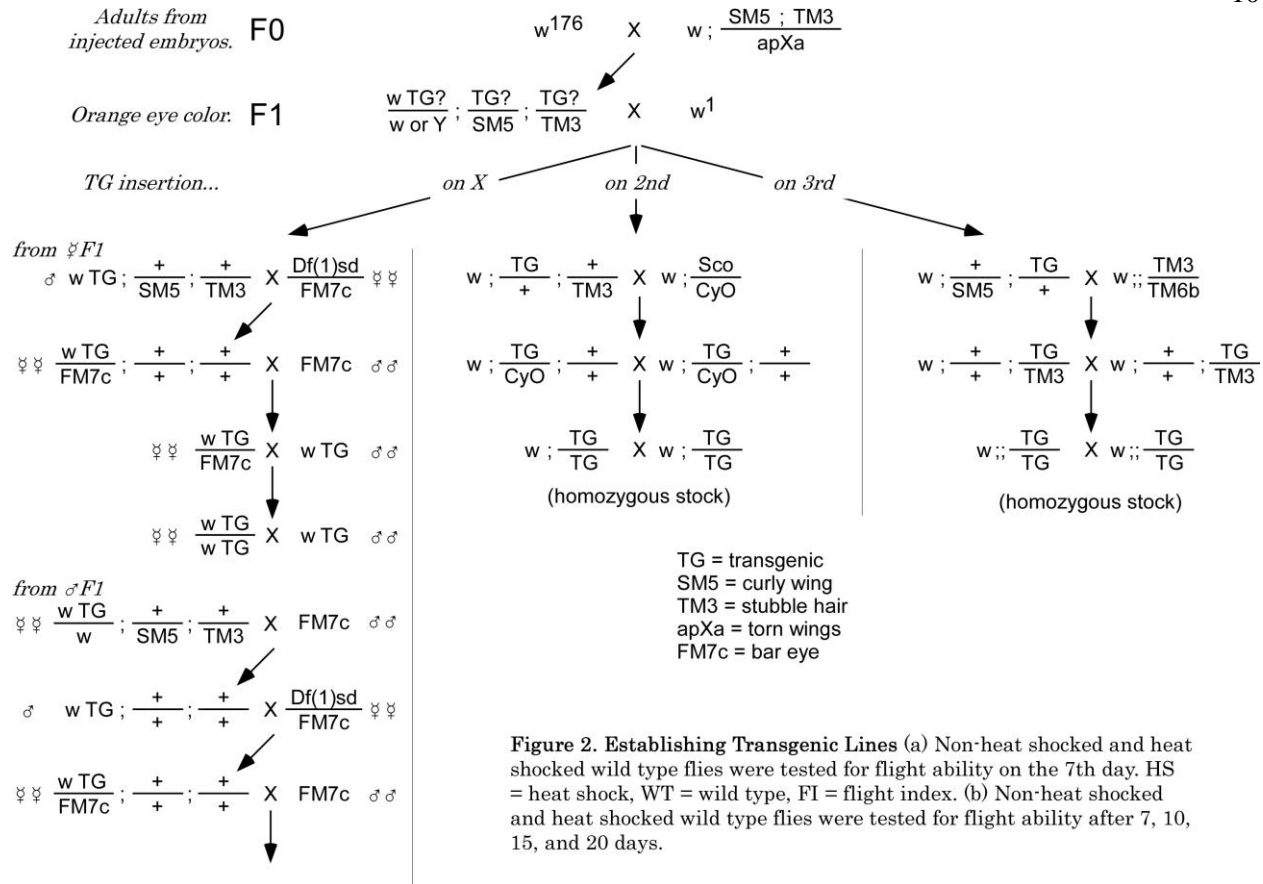 Adults from
injected embryos. F0
w176 X w ; SM5 ; TM3
apXa
Orange eye color. F1
w TG? ; TG? ; TG? X w1
w or Y SM5 TM3
TG insertion...
on X
on 2nd
on 3rd
from ☿F1
♂ w TG ; + ; + X Df(1)sd ☿☿
SM5 TM3 FM7c
☿☿ w TG ; + ; + X FM7c ♂♂
FM7c + +
☿☿ w TG X w TG ♂♂
FM7c
☿☿ w TG X w TG ♂♂
w TG
from ♂F1
☿☿ w TG ; + ; + X FM7c ♂♂
w SM5 TM3
♂ w TG ; + ; + X Df(1)sd ☿☿
+ + FM7c
☿☿ w TG ; + ; + X FM7c ♂♂
FM7c + +
w ; TG ; + X w ; Sco
+ TM3 CyO
w ; TG ; + X w ; TG ; +
CyO + CyO +
w ; TG X w ; TG
TG TG
(homozygous stock)
w ; + ; TG X w ;; TM3
SM5 + TM6b
w ; + ; TG X w ; + ; TG
+ TM3 + TM3
w ;; TG X w ;; TG
TG TG
(homozygous stock)
TG = transgenic
SM5 = curly wing
TM3 = stubble hair
apXa = torn wings
FM7c = bar eye
Figure 2. Establishing Transgenic Lines (a) Non-heat shocked and heat
shocked wild type flies were tested for flight ability on the 7th day. HS
= heat shock, WT = wild type, FI = flight index. (b) Non-heat shocked
and heat shocked wild type flies were tested for flight ability after 7, 10,
15, and 20 days.